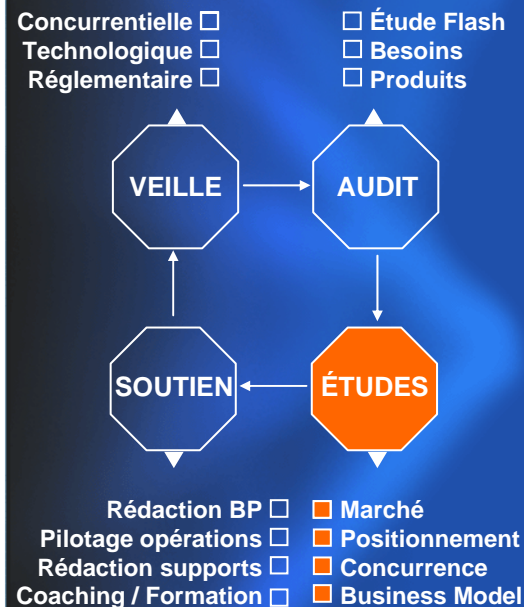 Concurrentielle
Technologique
Réglementaire
Étude Flash
Besoins
Produits
VEILLE
AUDIT
SOUTIEN
ÉTUDES
Rédaction BP
Pilotage opérations
Rédaction supports
Coaching / Formation
Marché
Positionnement
Concurrence
Business Model